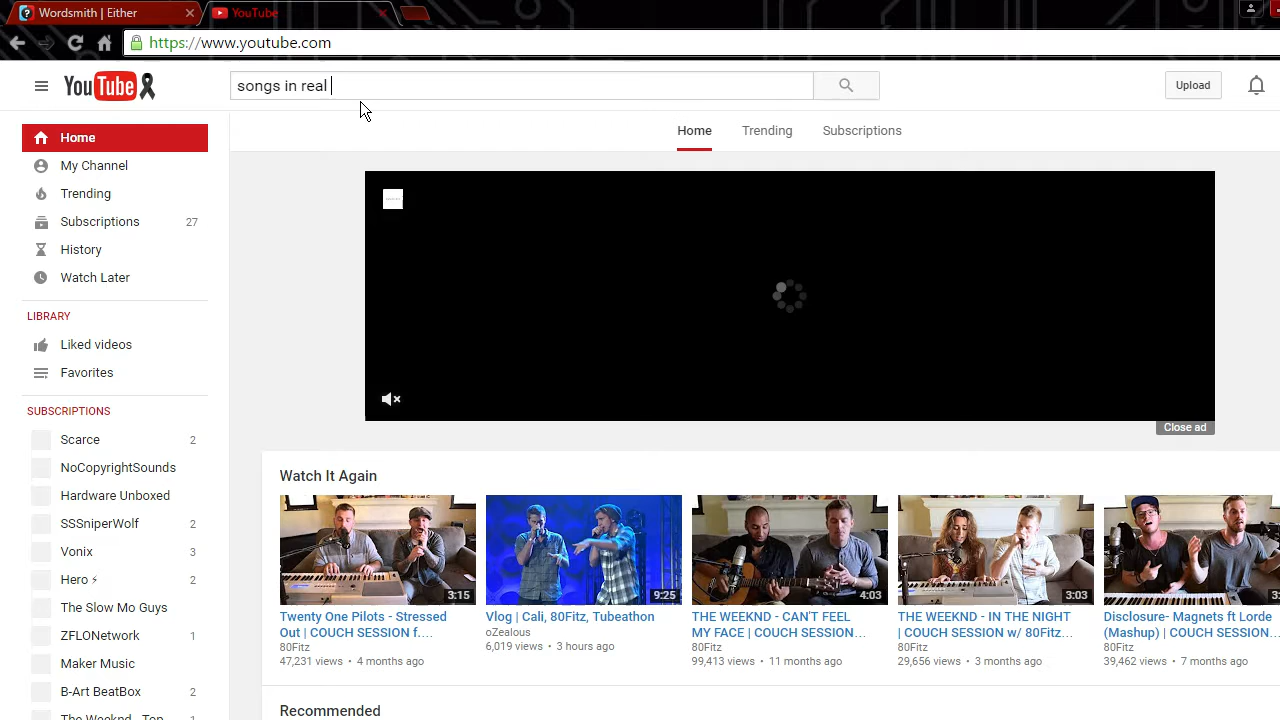 Wordsmith | Either
YouTube
https://www.youtube.com
YouTube
songs in real
Upload
Home
Trending
Subscriptions
Home
My Channel
Trending
Subscriptions 27
History
Watch Later
LIBRARY
Liked videos
Favorites
SUBSCRIPTIONS
Scarce 2
NoCopyrightSounds
Hardware Unboxed
SSSniperWolf 2
Vonix 3
Hero ⚡ 2
The Slow Mo Guys
ZFLONetwork 1
Maker Music
B-Art BeatBox 2
The Weeknd - Top 1
Close ad
Watch It Again
3:15
Twenty One Pilots - Stressed
Out | COUCH SESSION f....
80Fitz
47,231 views • 4 months ago
9:25
Vlog | Cali, 80Fitz, Tubeathon
oZealous
6,019 views • 3 hours ago
4:03
THE WEEKND - CAN'T FEEL
MY FACE | COUCH SESSION...
80Fitz
99,413 views • 11 months ago
3:03
THE WEEKND - IN THE NIGHT
| COUCH SESSION w/ 80Fitz...
80Fitz
29,656 views • 3 months ago
Disclosure- Magnets ft Lorde
(Mashup) | COUCH SESSION...
80Fitz
39,462 views • 7 months ago
Recommended